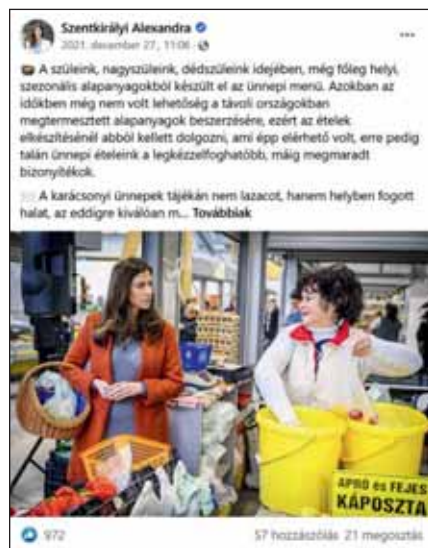 Szentkirályi Alexandra
2021. december 27., 11:06
A szüleink, nagyszüleink, dédszüleink idejében, még főleg helyi,
szezonális alapanyagokból készült el az ünnepi menü. Azokban az
időkben még nem volt lehetőség a távoli országokban
megtermesztett alapanyagok beszerzésére, ezért az ételek
elkészítésénél abból kellett dolgozni, ami épp elérhető volt, erre pedig
talán ünnepi ételeink a legkézzelfoghatóbb, máig megmaradt
bizonyítékok.
A karácsonyi ünnepek tájékán nem lazacot, hanem helyben fogott
halat, az eddigre kiválóan m... Továbbiak
APRÓ és FEJES
KÁPOSZTA
972
57 hozzászólás 21 megosztás